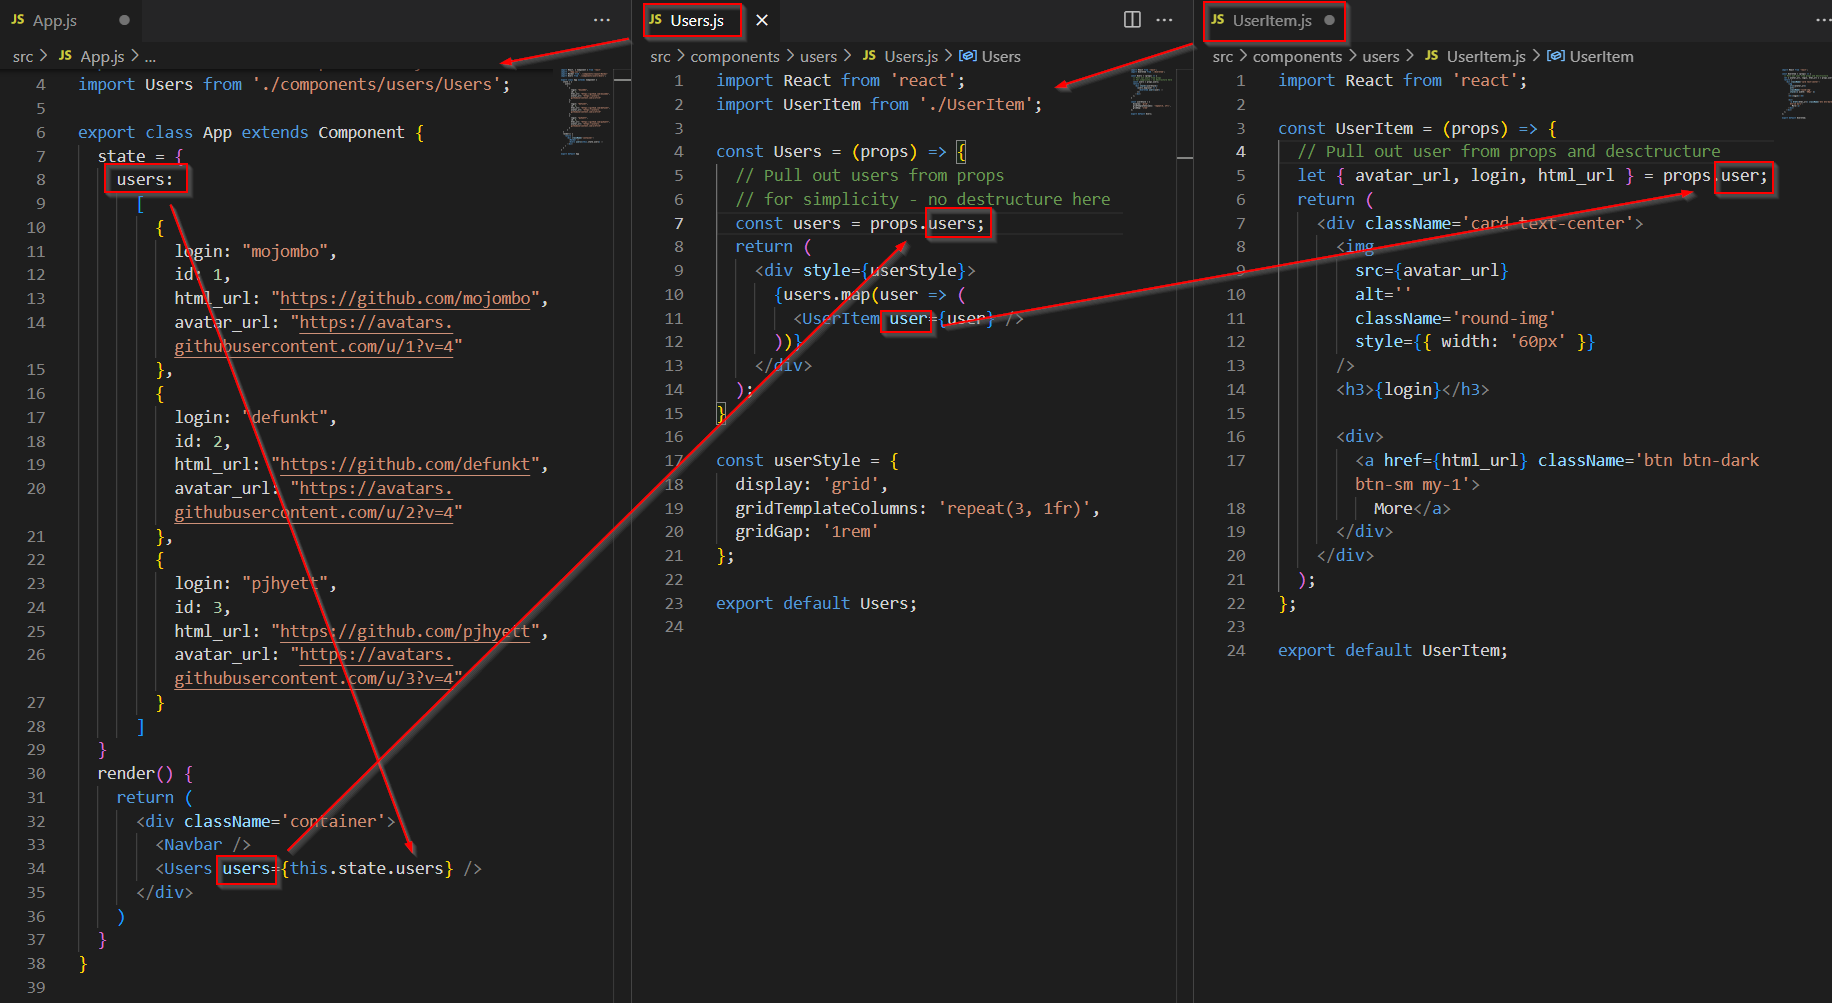 JS App.js ● ···
src > JS App.js > ...
4 import Users from './components/users/Users';
5
6 export class App extends Component {
7 state = {
8 users:
9 [
10 {
11 login: "mojombo",
12 id: 1,
13 html_url: "https://github.com/mojombo",
14 avatar_url: "https://avatars.
githubusercontent.com/u/1?v=4"
15 },
16 {
17 login: "defunkt",
18 id: 2,
19 html_url: "https://github.com/defunkt",
20 avatar_url: "https://avatars.
githubusercontent.com/u/2?v=4"
21 },
22 {
23 login: "pjhyett",
24 id: 3,
25 html_url: "https://github.com/pjhyett",
26 avatar_url: "https://avatars.
githubusercontent.com/u/3?v=4"
27 }
28 ]
29 }
30 render() {
31 return (
32 <div className='container'>
33 <Navbar />
34 <Users users={this.state.users} />
35 </div>
36 )
37 }
38 }
39
JS Users.js × ···
src > components > users > JS Users.js > Users
1 import React from 'react';
2 import UserItem from './UserItem';
3
4 const Users = (props) => {
5 // Pull out users from props
6 // for simplicity - no destructure here
7 const users = props.users;
8 return (
9 <div style={userStyle}>
10 {users.map(user => (
11 <UserItem user={user} />
12 ))}
13 </div>
14 );
15 }
16
17 const userStyle = {
18 display: 'grid',
19 gridTemplateColumns: 'repeat(3, 1fr)',
20 gridGap: '1rem'
21 };
22
23 export default Users;
24
JS UserItem.js ● ···
src > components > users > JS UserItem.js > UserItem
1 import React from 'react';
2
3 const UserItem = (props) => {
4 // Pull out user from props and desctructure
5 let { avatar_url, login, html_url } = props.user;
6 return (
7 <div className='card text-center'>
8 <img
9 src={avatar_url}
10 alt=''
11 className='round-img'
12 style={{ width: '60px' }}
13 />
14 <h3>{login}</h3>
15
16 <div>
17 <a href={html_url} className='btn btn-dark
btn-sm my-1'>
18 More</a>
19 </div>
20 </div>
21 );
22 };
23
24 export default UserItem;